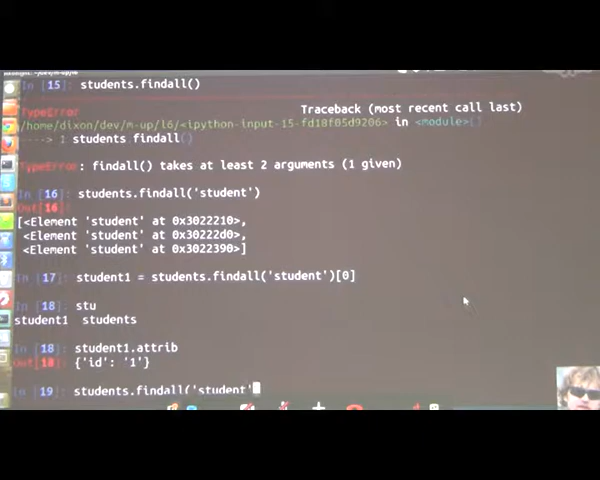 In [15]: students.findall()
TypeError Traceback (most recent call last)
/home/dixon/dev/m-up/l6/<ipython-input-15-fd18f05d9206> in <module>()
----> 1 students findall()
TypeError: findall() takes at least 2 arguments (1 given)
In [16]: students.findall('student')
Out[16]:
[<Element 'student' at 0x3022210>,
<Element 'student' at 0x30222d0>,
<Element 'student' at 0x3022390>]
In [17]: student1 = students.findall('student')[0]
In [18]: stu
student1 students
In [18]: student1.attrib
Out[18]: {'id': '1'}
In [19]: students.findall('student'